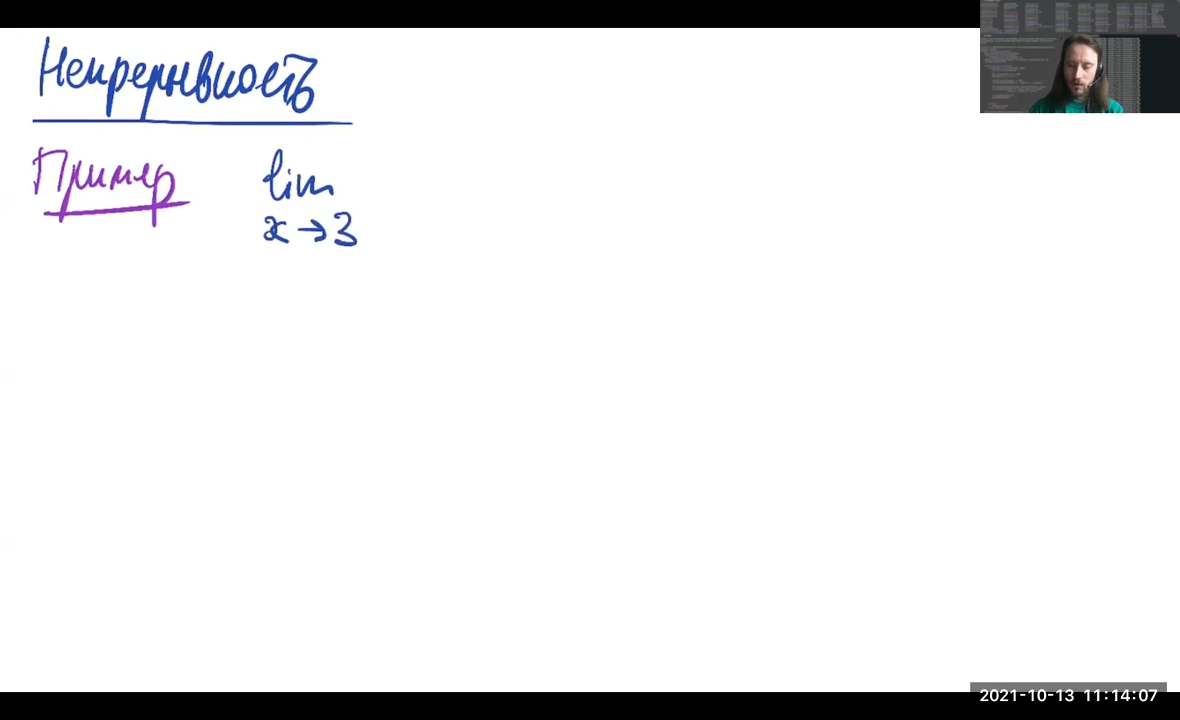 Непрерывность
Пример lim
x → 3
2021-10-13 11:14:07